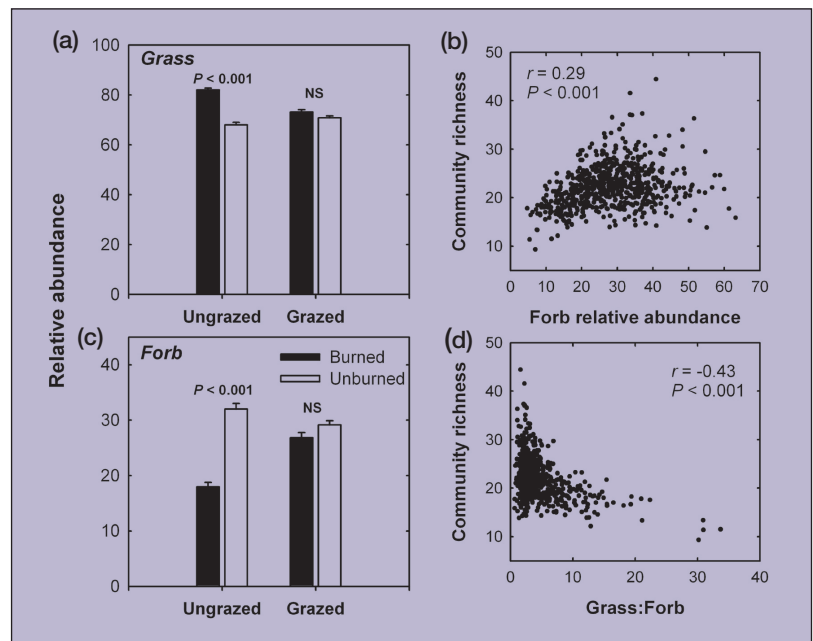 (a)
Grass
P < 0.001
NS
100
80
60
40
20
0
Ungrazed
Grazed
Relative abundance
(b)
r = 0.29
P < 0.001
Community richness
50
40
30
20
10
0
10
20
30
40
50
60
70
Forb relative abundance
(c)
Forb
Burned
Unburned
P < 0.001
NS
40
30
20
10
0
Ungrazed
Grazed
(d)
r = -0.43
P < 0.001
Community richness
50
40
30
20
10
0
10
20
30
40
Grass:Forb